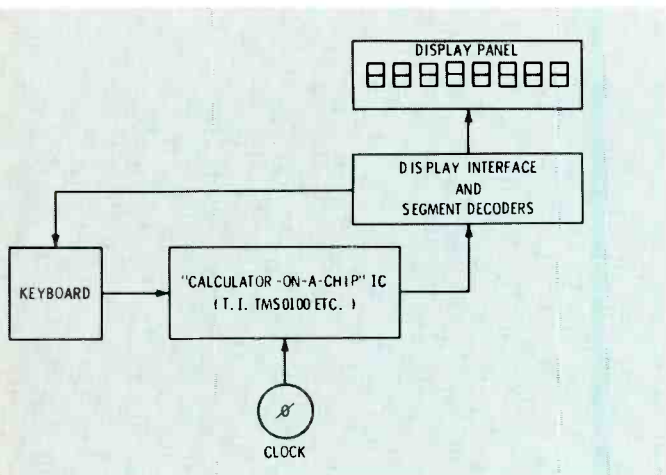 DISPLAY PANEL
DISPLAY INTERFACE
AND
SEGMENT DECODERS
KEYBOARD
"CALCULATOR-ON-A-CHIP" IC
(T.I. TMS0100 ETC.)
Ø
CLOCK